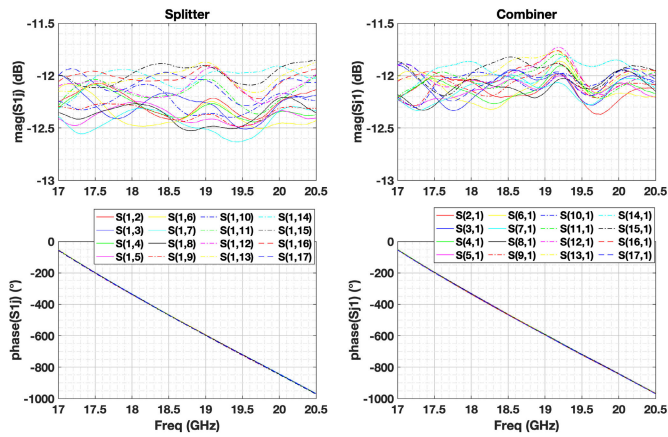 Splitter
-11.5
-12
-12.5
-13
mag(S1j) (dB)
17 17.5 18 18.5 19 19.5 20 20.5
Combiner
-11.5
-12
-12.5
-13
mag(Sj1) (dB)
17 17.5 18 18.5 19 19.5 20 20.5
S(1,2) S(1,6) S(1,10) S(1,14)
S(1,3) S(1,7) S(1,11) S(1,15)
S(1,4) S(1,8) S(1,12) S(1,16)
S(1,5) S(1,9) S(1,13) S(1,17)
0
-200
-400
-600
-800
-1000
phase(S1j) (°)
17 17.5 18 18.5 19 19.5 20 20.5
Freq (GHz)
S(2,1) S(6,1) S(10,1) S(14,1)
S(3,1) S(7,1) S(11,1) S(15,1)
S(4,1) S(8,1) S(12,1) S(16,1)
S(5,1) S(9,1) S(13,1) S(17,1)
0
-200
-400
-600
-800
-1000
phase(Sj1) (°)
17 17.5 18 18.5 19 19.5 20 20.5
Freq (GHz)